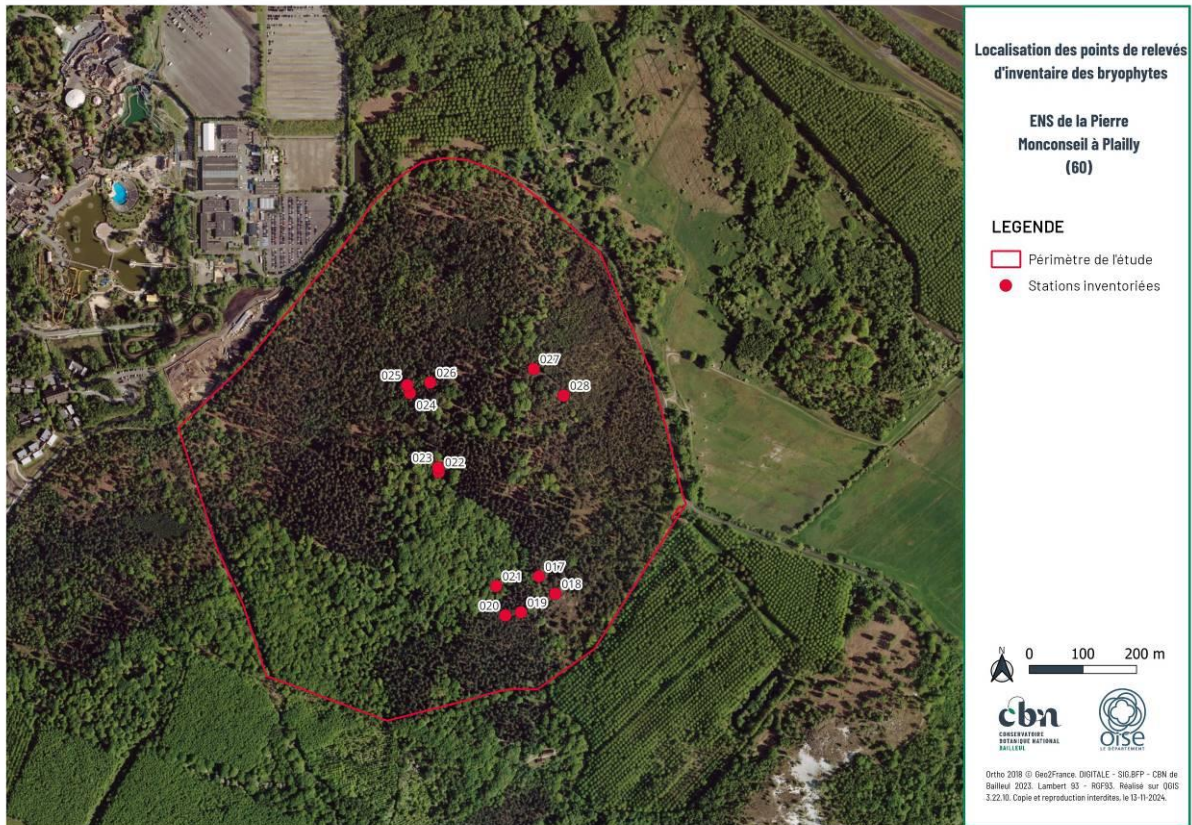 Localisation des points de relevés
d'inventaire des bryophytes
ENS de la Pierre
Monconseil à Plailly
(60)
LEGENDE
Périmètre de l'étude
Stations inventoriées
027
025
026
028
024
023
022
017
021
018
020
019
N
0 100 200 m
cbn
CONSERVATOIRE
BOTANIQUE NATIONAL
BAILLEUL
oise
LE DÉPARTEMENT
Ortho 2018 © Geo2France. DIGITALE - SIG.BFP - CBN de
Bailleul 2023. Lambert 93 - RGF93. Réalisé sur QGIS
3.22.10. Copie et reproduction interdites, le 13-11-2024.